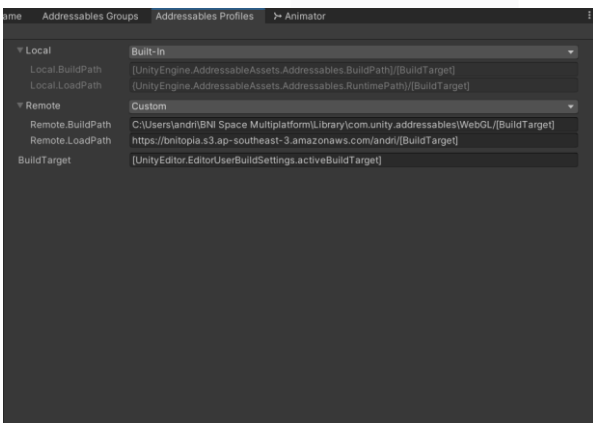 ame Addressables Groups Addressables Profiles Animator
Local Built-In
Local.BuildPath [UnityEngine.AddressableAssets.Addressables.BuildPath]/[BuildTarget]
Local.LoadPath {UnityEngine.AddressableAssets.Addressables.RuntimePath}/[BuildTarget]
Remote Custom
Remote.BuildPath C:\Users\andri\BNI Space Multiplatform\Library\com.unity.addressables\WebGL/[BuildTarget]
Remote.LoadPath https://bnitopia.s3.ap-southeast-3.amazonaws.com/andri/[BuildTarget]
BuildTarget [UnityEditor.EditorUserBuildSettings.activeBuildTarget]